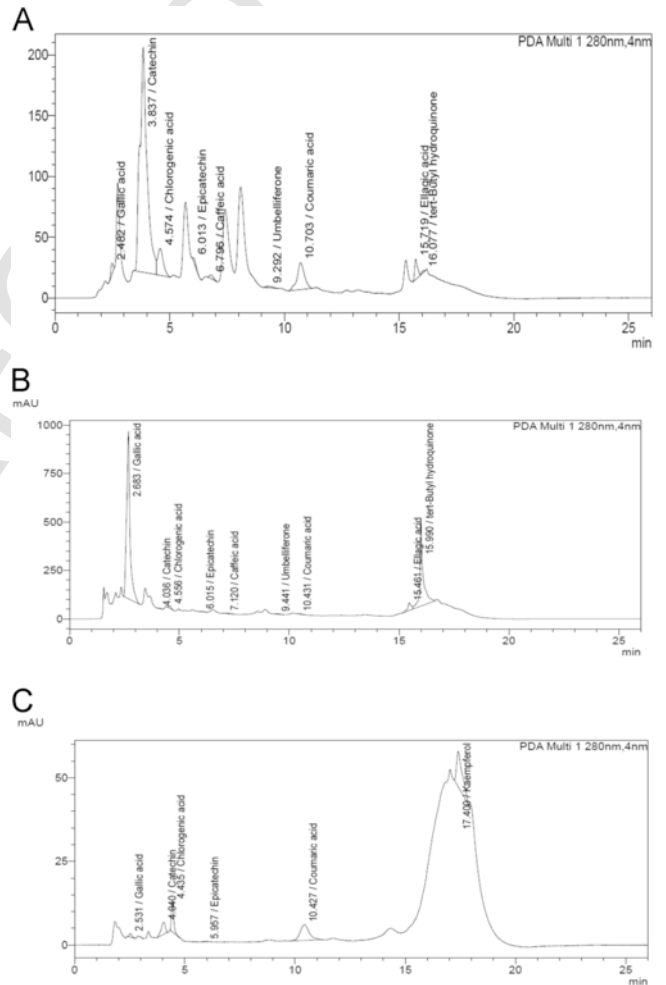 A
PDA Multi 1 280nm,4nm
200
150
100
50
0
2.482 / Gallic acid
3.837 / Catechin
4.574 / Chlorogenic acid
6.013 / Epicatechin
6.796 / Caffeic acid
9.292 / Umbelliferone
10.703 / Coumaric acid
15.719 / Ellagic acid
16.077 / tert-Butyl hydroquinone
0 5 10 15 20 25
min
B
mAU
PDA Multi 1 280nm,4nm
1000
750
500
250
0
2.683 / Gallic acid
4.036 / Catechin
4.556 / Chlorogenic acid
6.015 / Epicatechin
7.120 / Caffeic acid
9.441 / Umbelliferone
10.431 / Coumaric acid
15.461 / Ellagic acid
15.990 / tert-Butyl hydroquinone
0 5 10 15 20 25
min
C
mAU
PDA Multi 1 280nm,4nm
50
25
0
2.531 / Gallic acid
4.040 / Catechin
4.435 / Chlorogenic acid
5.957 / Epicatechin
10.427 / Coumaric acid
17.400 / Kaempferol
0 5 10 15 20 25
min